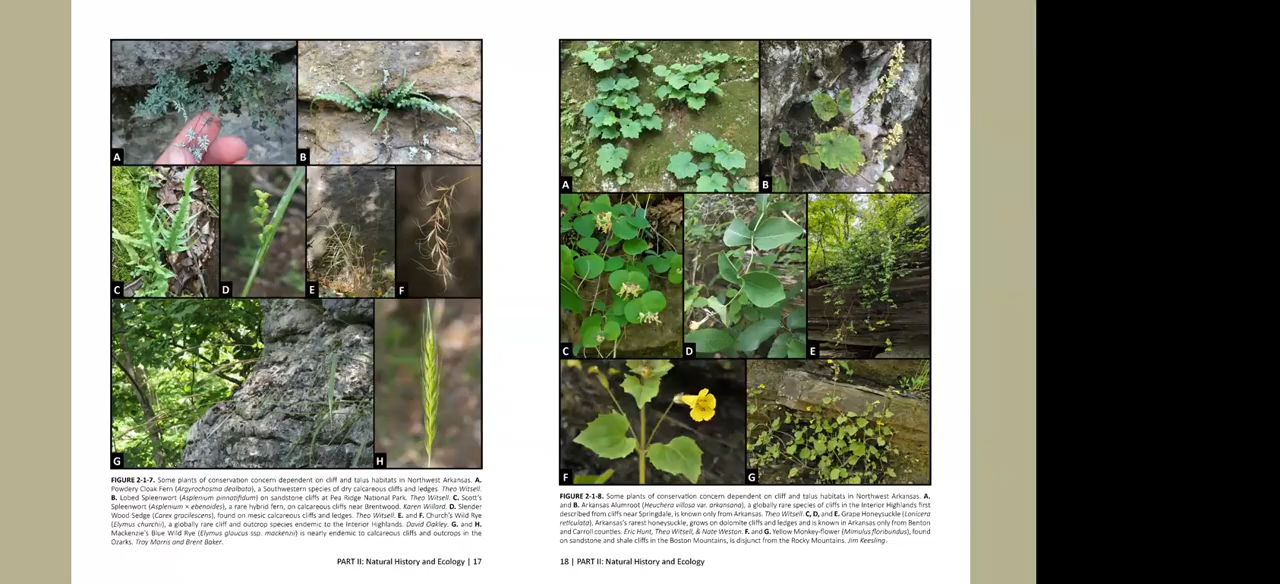 A
B
C
D
E
F
G
H
FIGURE 2-1-7. Some plants of conservation concern dependent on cliff and talus habitats in Northwest Arkansas. A.
Powdery Cloak Fern (Argyrochosma dealbata), a Southwestern species of dry calcareous cliffs and ledges. Theo Witsell.
B. Lobed Spleenwort (Asplenium pinnatifidum) on sandstone cliffs at Pea Ridge National Park. Theo Witsell. C. Scott's
Spleenwort (Asplenium × ebenoides), a rare hybrid fern, on calcareous cliffs near Brentwood. Karen Willard. D. Slender
Wood Sedge (Carex gracilescens), found on mesic calcareous cliffs and ledges. Theo Witsell. E. and F. Church's Wild Rye
(Elymus churchii), a globally rare cliff and outcrop species endemic to the Interior Highlands. David Oakley. G. and H.
Mackenzie's Blue Wild Rye (Elymus glaucus ssp. mackenzii) is nearly endemic to calcareous cliffs and outcrops in the
Ozarks. Troy Morris and Brent Baker.
PART II: Natural History and Ecology | 17
A
B
C
D
E
F
G
FIGURE 2-1-8. Some plants of conservation concern dependent on cliff and talus habitats in Northwest Arkansas. A.
and B. Arkansas Alumroot (Heuchera villosa var. arkansana), a globally rare species of cliffs in the Interior Highlands first
described from cliffs near Springdale, is known only from Arkansas. Theo Witsell. C, D, and E. Grape Honeysuckle (Lonicera
reticulata), Arkansas's rarest honeysuckle, grows on dolomite cliffs and ledges and is known in Arkansas only from Benton
and Carroll counties. Eric Hunt, Theo Witsell, & Nate Weston. F. and G. Yellow Monkey-flower (Mimulus floribundus), found
on sandstone and shale cliffs in the Boston Mountains, is disjunct from the Rocky Mountains. Jim Keesling.
18 | PART II: Natural History and Ecology